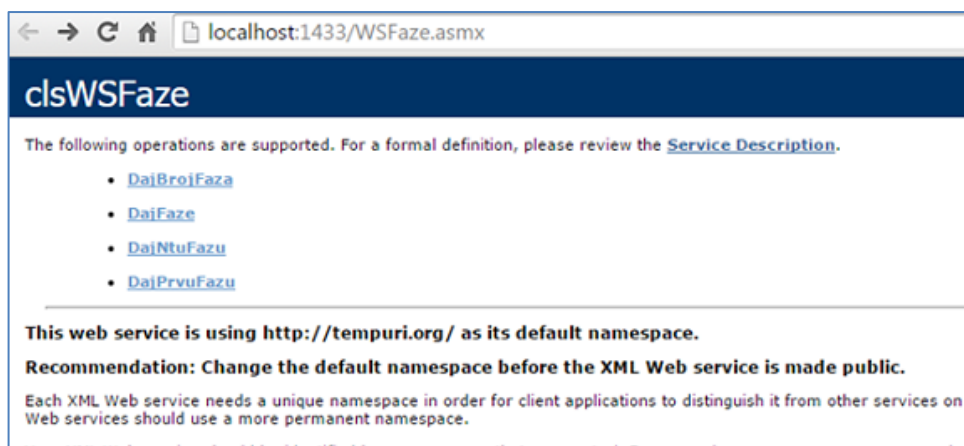 localhost:1433/WSFaze.asmx
clsWSFaze
The following operations are supported. For a formal definition, please review the Service Description.
• DajBrojFaza
• DajFaze
• DajNtuFazu
• DajPrvuFazu
This web service is using http://tempuri.org/ as its default namespace.
Recommendation: Change the default namespace before the XML Web service is made public.
Each XML Web service needs a unique namespace in order for client applications to distinguish it from other services on
Web services should use a more permanent namespace.